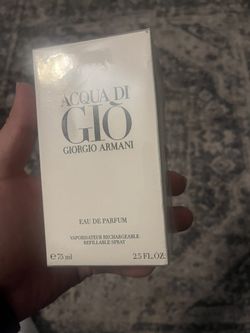 ACQUA DI
GIÒ
GIORGIO ARMANI
EAU DE PARFUM
VAPORISATEUR RECHARGEABLE
REFILLABLE SPRAY
℮ 75 ml 2.5 FL.OZ.